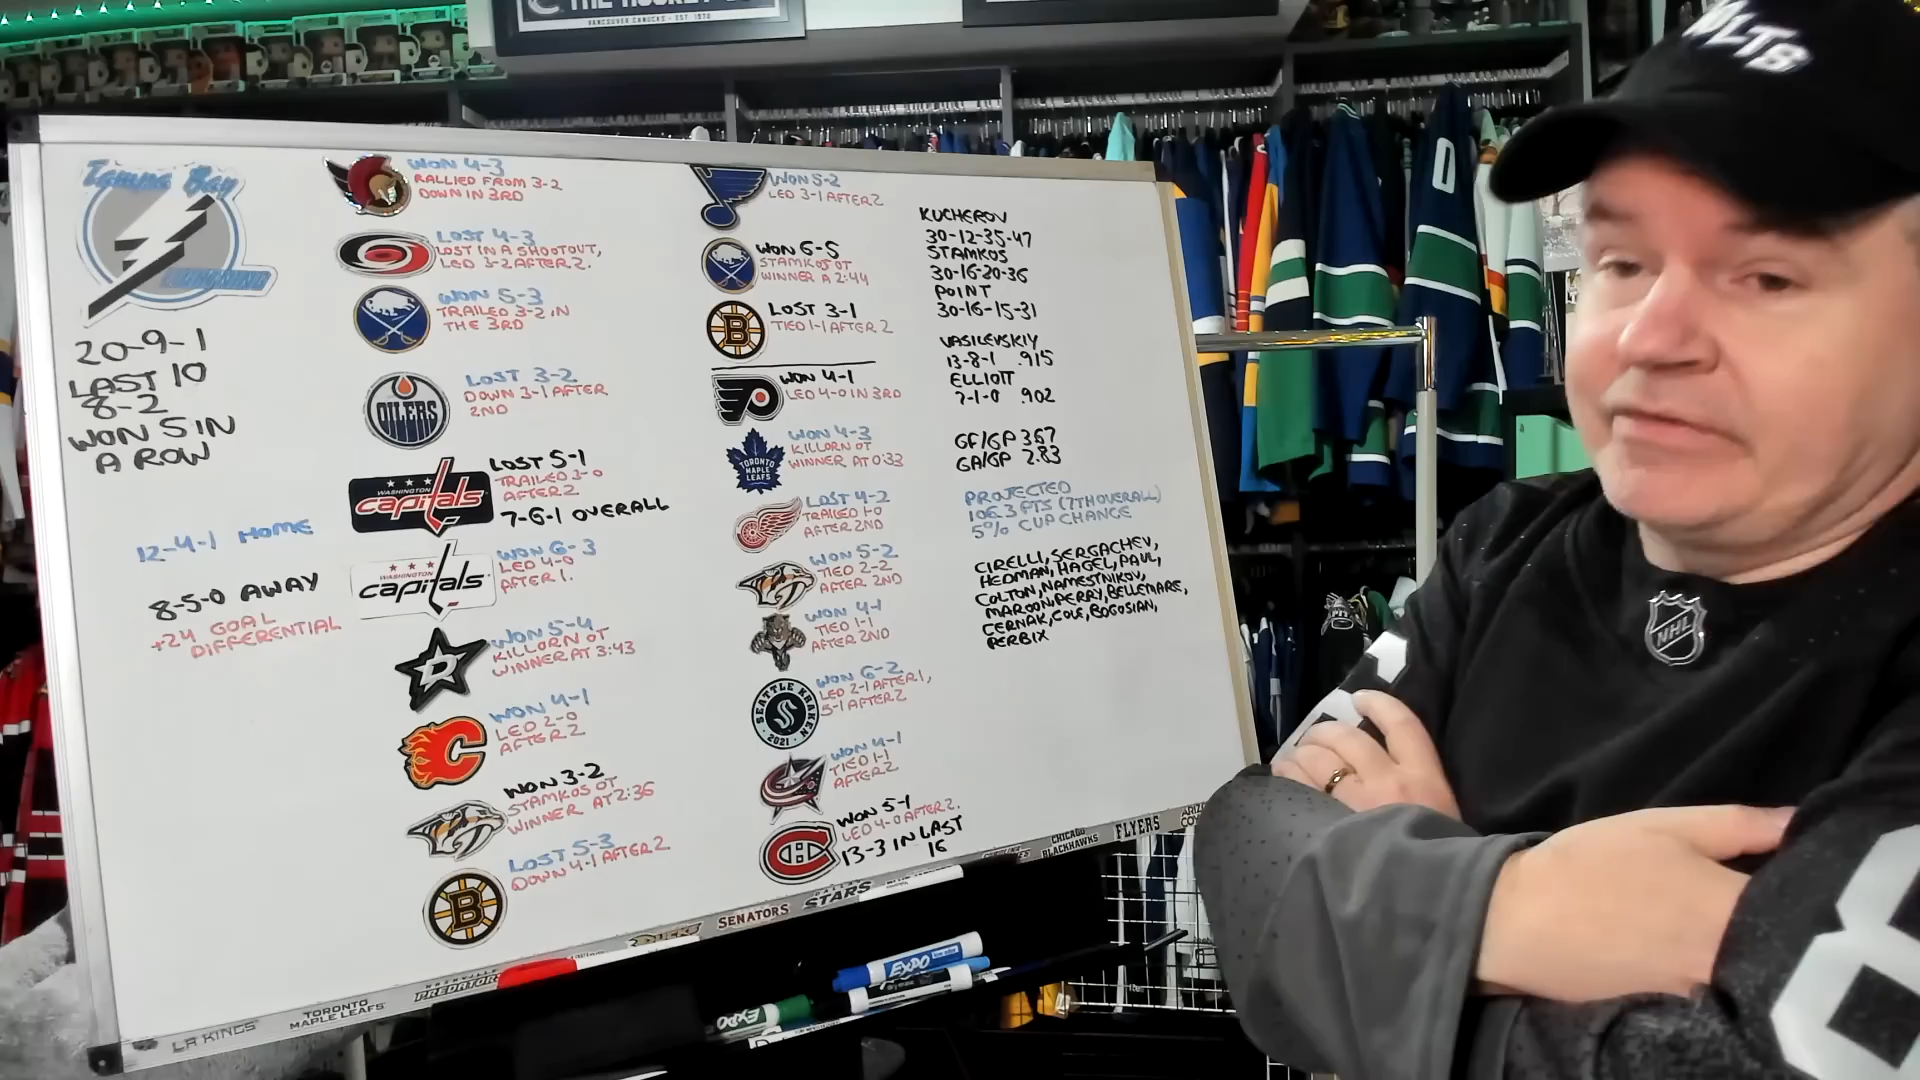 THE HOCKEY
VANCOUVER CANUCKS - EST 1970
VOLTS
Tampa Bay
LIGHTNING
20-9-1
LAST 10
8-2
WON 5 IN
A ROW
12-4-1 HOME
8-5-0 AWAY
+24 GOAL
DIFFERENTIAL
WON 4-3
RALLIED FROM 3-2
DOWN IN 3RD
LOST 4-3
LOST IN A SHOOTOUT,
LED 3-2 AFTER 2.
WON 5-3
TRAILED 3-2 IN
THE 3RD
OILERS
LOST 3-2
DOWN 3-1 AFTER
2ND
WASHINGTON
capitals
LOST 5-1
TRAILED 3-0
AFTER 2
7-6-1 OVERALL
WASHINGTON
capitals
WON 6-3
LED 4-0
AFTER 1.
D
WON 5-4
KILLORN OT
WINNER AT 3:43
C
WON 4-1
LED 2-0
AFTER 2
WON 3-2
STAMKOS OT
WINNER AT 2:36
B
LOST 5-3
DOWN 4-1 AFTER 2
WON 5-2
LED 3-1 AFTER 2
WON 6-5
STAMKOS OT
WINNER A 2:44
B
LOST 3-1
TIED 1-1 AFTER 2
WON 4-1
LED 4-0 IN 3RD
TORONTO
MAPLE
LEAFS
WON 4-3
KILLORN OT
WINNER AT 0:33
LOST 4-2
TRAILED 1-0
AFTER 2ND
WON 5-2
TIED 2-2
AFTER 2ND
WON 4-1
TIED 1-1
AFTER 2ND
SEATTLE KRAKEN
S
2021
WON 6-2
LED 2-1 AFTER 1,
5-1 AFTER 2
WON 4-1
TIED 1-1
AFTER 2
CH
WON 5-1
LED 4-0 AFTER 2.
13-3 IN LAST
16
KUCHEROV
30-12-35-47
STAMKOS
30-16-20-36
POINT
30-16-15-31
VASILEVSKIY
13-8-1 .915
ELLIOTT
7-1-0 .902
GF/GP 3.67
GA/GP 2.83
PROJECTED
106.3 PTS (7TH OVERALL)
5% CUP CHANCE
CIRELLI, SERGACHEV,
HEDMAN, HAGEL, PAUL,
COLTON, NAMESTNIKOV,
MAROON, PERRY, BELLEMARE,
CERNAK, COLE, BOGOSIAN,
PERBIX
NHL
8
0
LA KINGS
TORONTO
MAPLE LEAFS
NASHVILLE
PREDATORS
DUCKS
SENATORS
DALLAS
STARS
CHICAGO
BLACKHAWKS
FLYERS
EXPO
EXPO